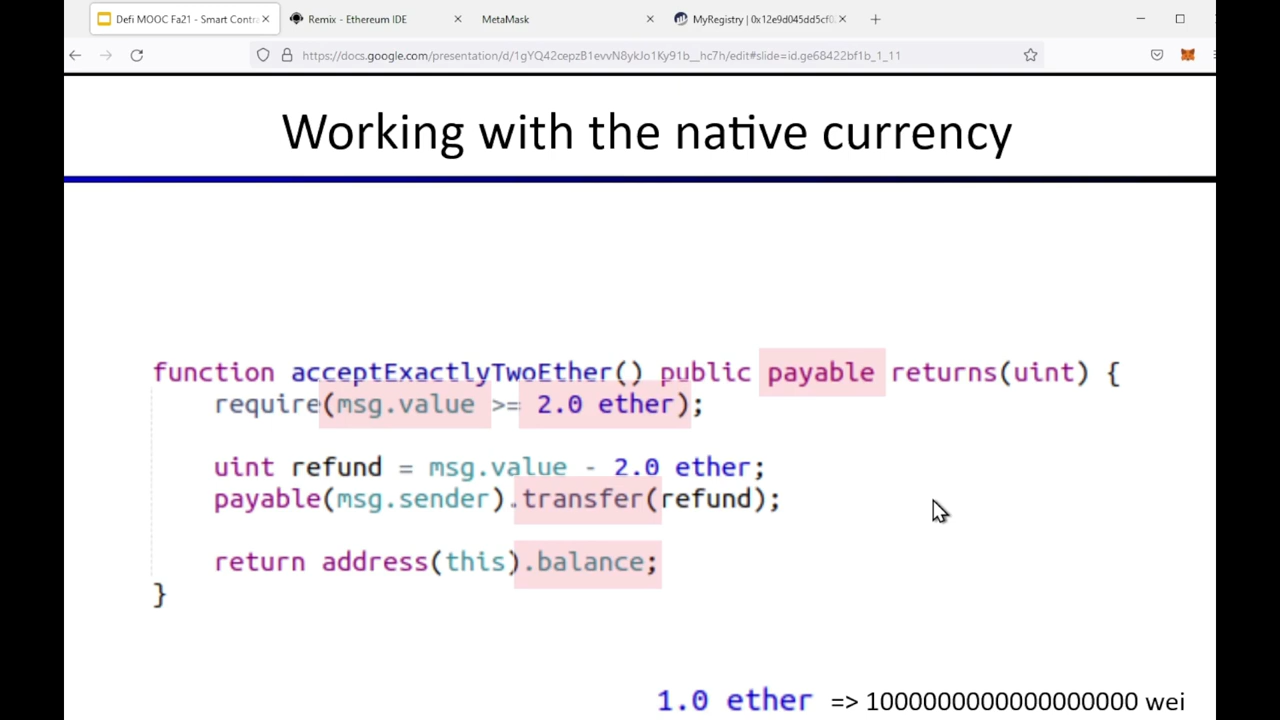 Defi MOOC Fa21 - Smart Contra
Remix - Ethereum IDE
MetaMask
MyRegistry | 0x12e9d045dd5cf0
https://docs.google.com/presentation/d/1gYQ42cepzB1evvN8ykJo1Ky91b__hc7h/edit#slide=id.ge68422bf1b_1_11
Working with the native currency
function acceptExactlyTwoEther() public payable returns(uint) {
require(msg.value >= 2.0 ether);
uint refund = msg.value - 2.0 ether;
payable(msg.sender).transfer(refund);
return address(this).balance;
}
1.0 ether => 1000000000000000000 wei